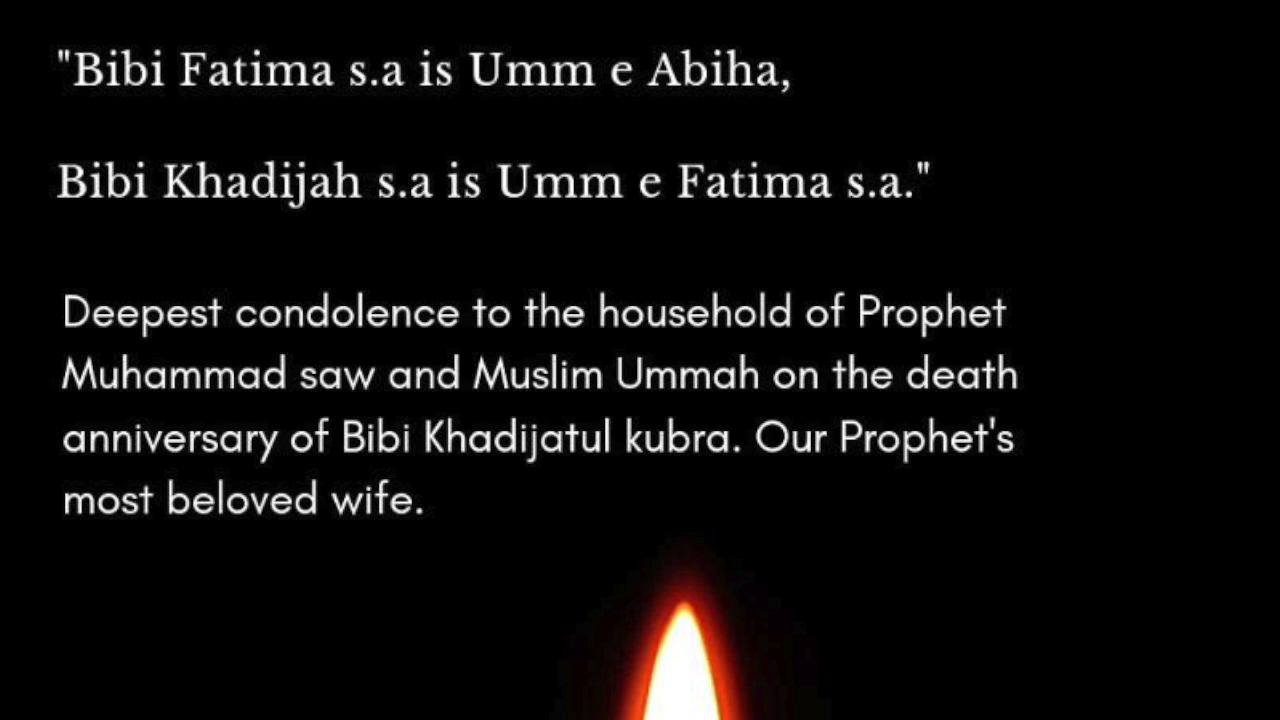 "Bibi Fatima s.a is Umm e Abiha,
Bibi Khadijah s.a is Umm e Fatima s.a."
Deepest condolence to the household of Prophet
Muhammad saw and Muslim Ummah on the death
anniversary of Bibi Khadijatul kubra. Our Prophet's
most beloved wife.